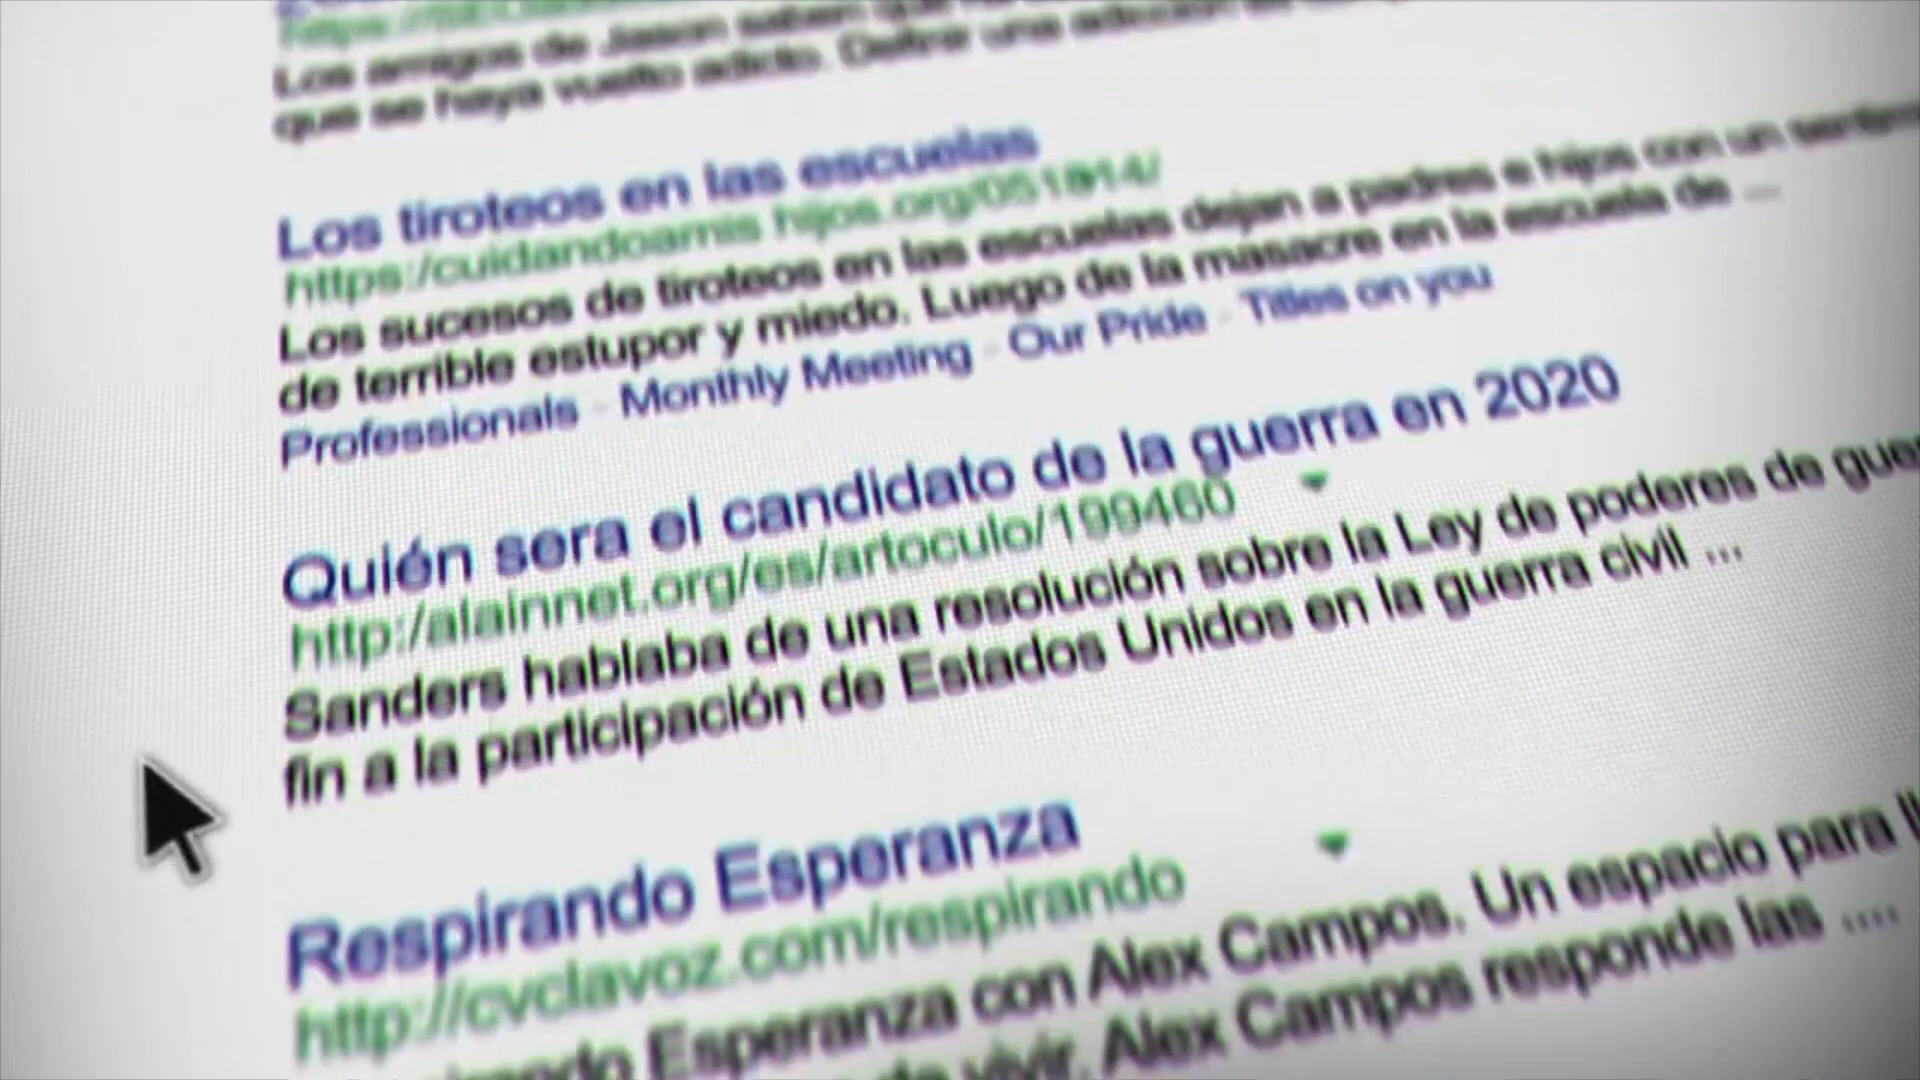 Los amigos de Jason saben que
que se haya vuelto adicto. Definir una adicción
Los tiroteos en las escuelas
https:/cuidandoamis hijos.org/051914/
Los sucesos de tiroteos en las escuelas dejan a padres e hijos con un
de terrible estupor y miedo. Luego de la masacre en la escuela de ...
Professionals - Monthly Meeting - Our Pride - Titles on you
Quién sera el candidato de la guerra en 2020
http:/alainnet.org/es/artoculo/199460
Sanders hablaba de una resolución sobre la Ley de poderes de
fin a la participación de Estados Unidos en la guerra civil ...
Respirando Esperanza
http://cvclavoz.com/respirando
Esperanza con Alex Campos. Un espacio para
de vivir. Alex Campos responde las ....